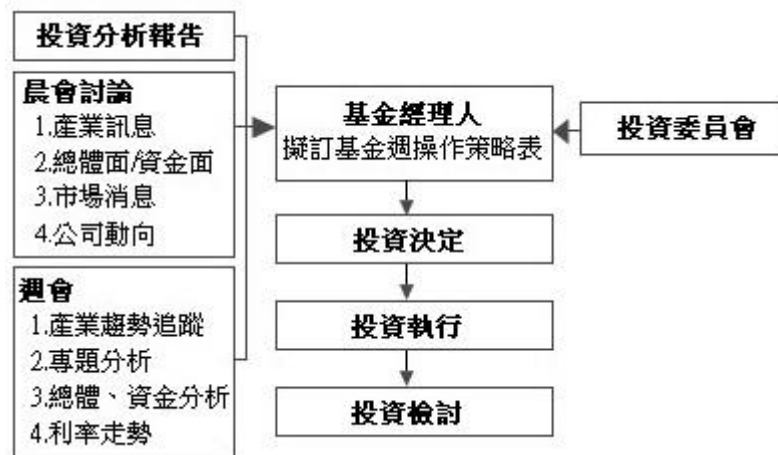 投資分析報告
晨會討論
1.產業訊息
2.總體面/資金面
3.市場消息
4.公司動向
週會
1.產業趨勢追蹤
2.專題分析
3.總體、資金分析
4.利率走勢
基金經理人
擬訂基金週操作策略表
投資委員會
投資決定
投資執行
投資檢討